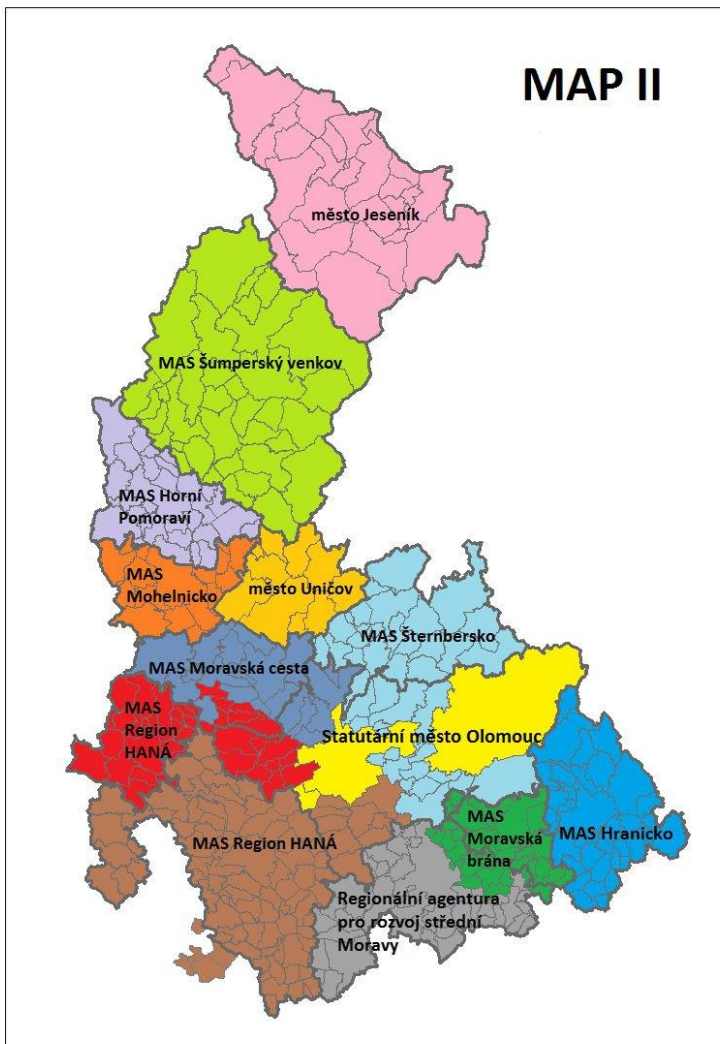 MAP II
město Jeseník
MAS Šumperský venkov
MAS Horní
Pomoraví
MAS
Mohelnicko
město Uničov
MAS Šternbersko
MAS Moravská cesta
MAS
Region
HANÁ
Statutární město Olomouc
MAS
Moravská
brána
MAS Hranicko
MAS Region HANÁ
Regionální agentura
pro rozvoj střední
Moravy